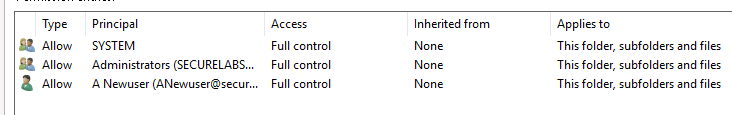 Type Principal Access Inherited from Applies to
Allow SYSTEM Full control None This folder, subfolders and files
Allow Administrators (SECURELABS... Full control None This folder, subfolders and files
Allow A Newuser (ANewuser@secur... Full control None This folder, subfolders and files